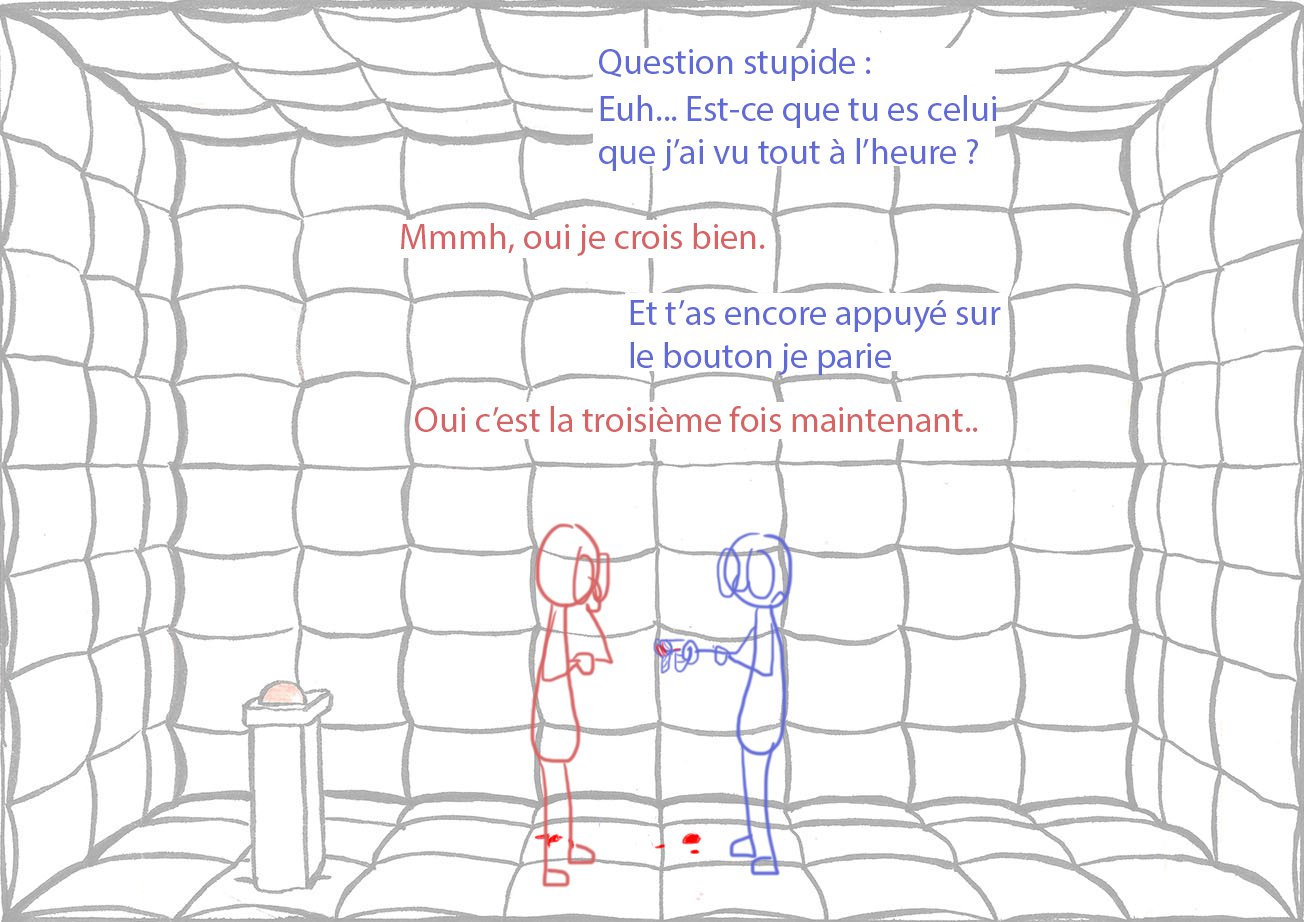 Question stupide :
Euh... Est-ce que tu es celui
que j'ai vu tout à l'heure ?
Mmmh, oui je crois bien.
Et t'as encore appuyé sur
le bouton je parie
Oui c'est la troisième fois maintenant..